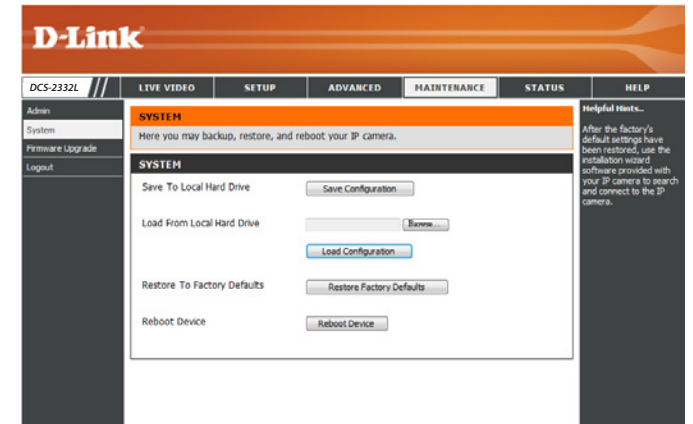 D-Link
DCS-2332L
LIVE VIDEO SETUP ADVANCED MAINTENANCE STATUS HELP
Admin
System
Firmware Upgrade
Logout
SYSTEM
Here you may backup, restore, and reboot your IP camera.
SYSTEM
Save To Local Hard Drive Save Configuration
Load From Local Hard Drive Browse...
Load Configuration
Restore To Factory Defaults Restore Factory Defaults
Reboot Device Reboot Device
Helpful Hints..
After the factory's
default settings have
been restored, use the
installation wizard
software provided with
your IP camera to search
and connect to the IP
camera.